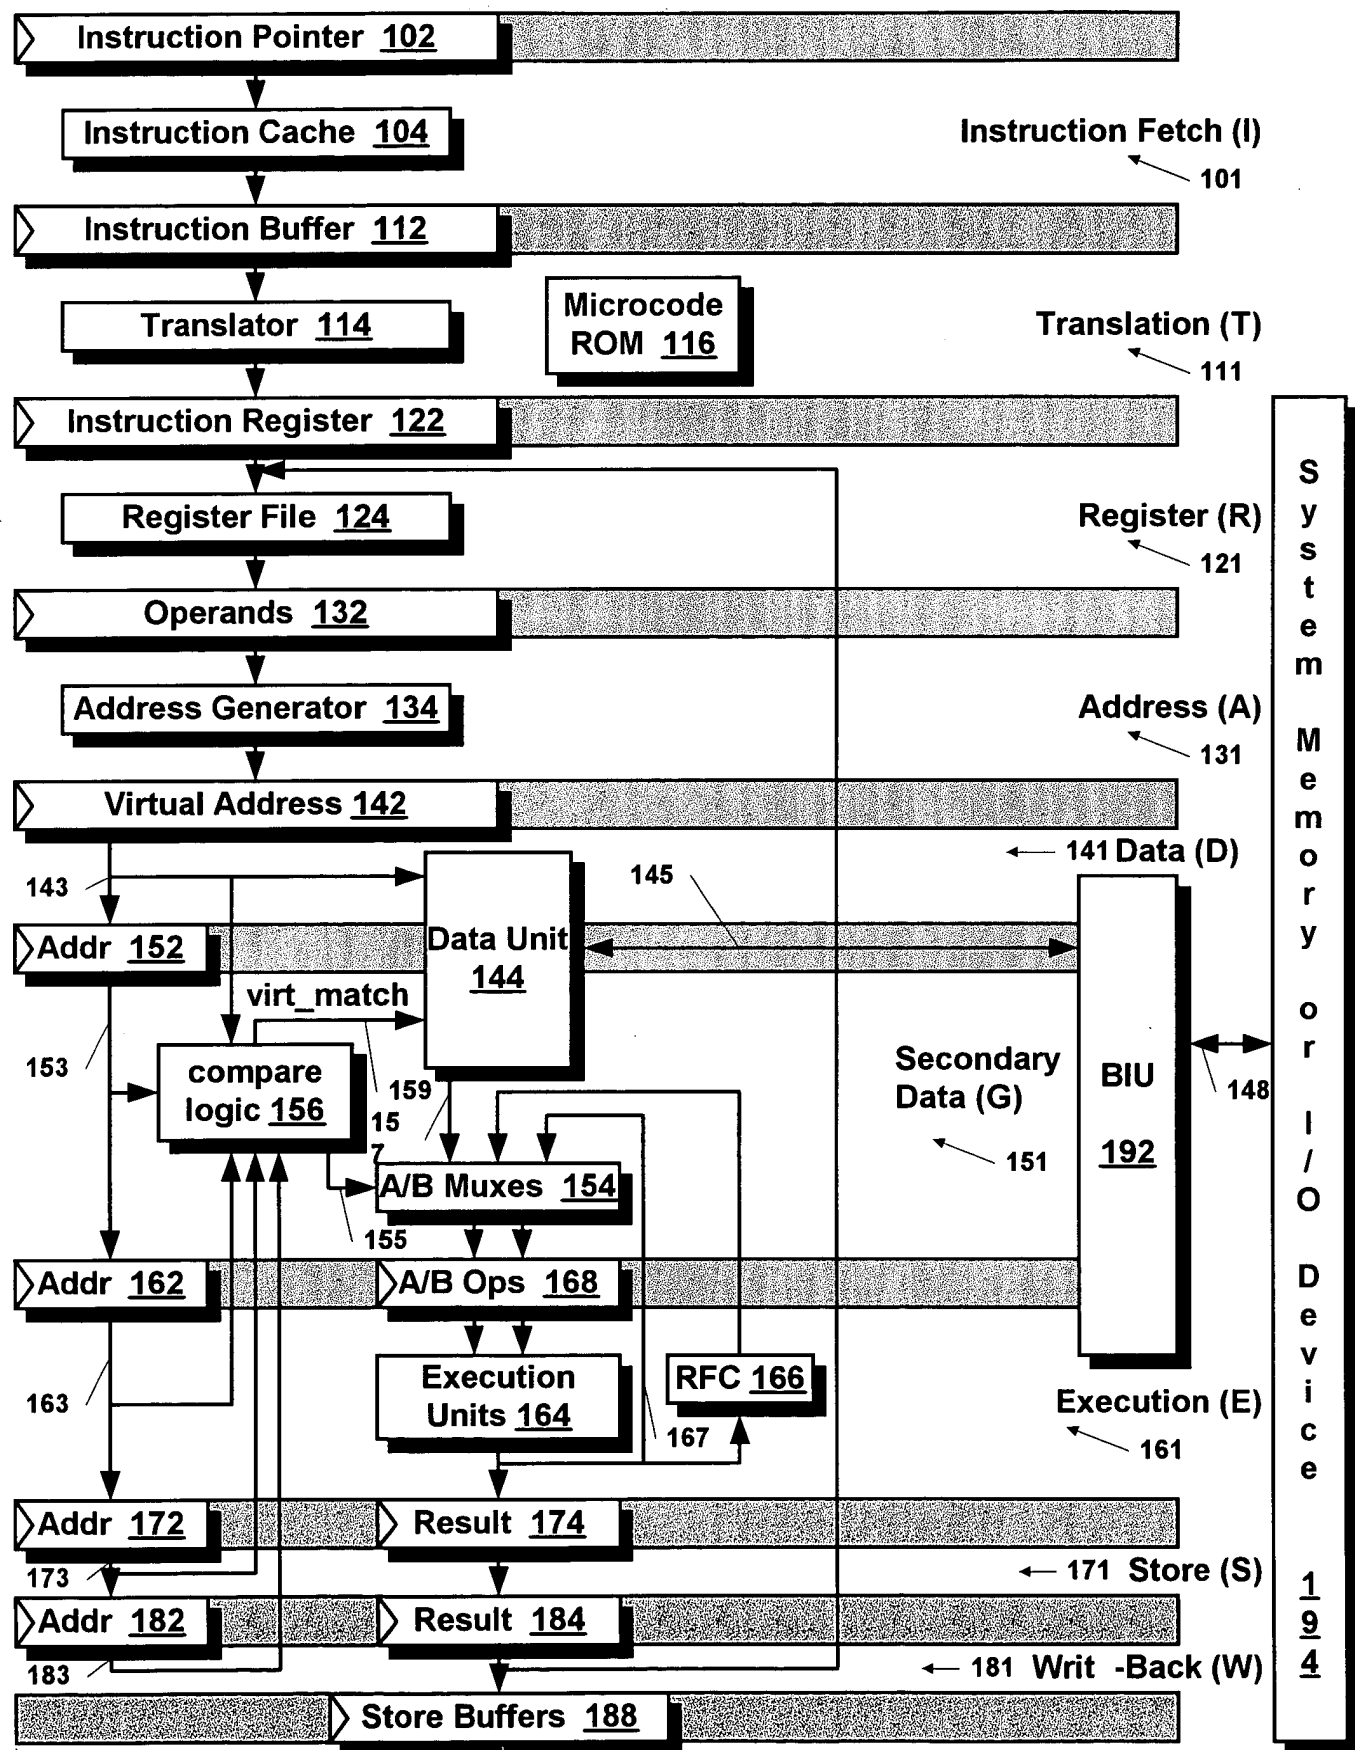 Instruction Pointer 102
Instruction Cache 104
Instruction Fetch (I)
101
Instruction Buffer 112
Microcode
ROM 116
Translator 114
Translation (T)
111
Instruction Register 122
Register File 124
Register (R)
121
Operands 132
Address Generator 134
Address (A)
131
Virtual Address 142
141 Data (D)
143
145
Addr 152
Data Unit
144
virt_match
153
compare
logic 156
159
15
7
Secondary
Data (G)
151
BIU
192
148
A/B Muxes 154
155
Addr 162
A/B Ops 168
163
Execution
Units 164
RFC 166
167
Execution (E)
161
Addr 172
Result 174
173
171 Store (S)
Addr 182
Result 184
183
181 Writ -Back (W)
Store Buffers 188
System Memory or I/O Device 194